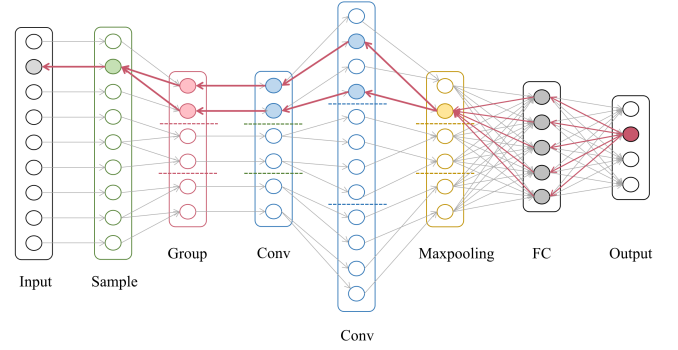 Input
Sample
Group
Conv
Conv
Maxpooling
FC
Output